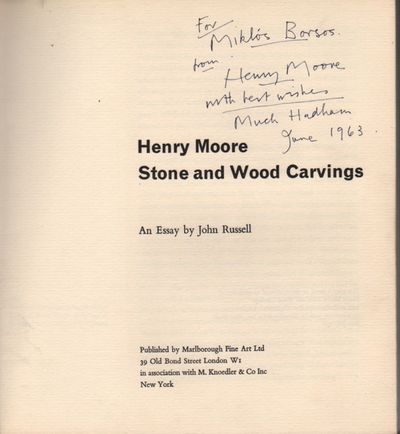 For
Miklós Borsos.
from
Henry Moore
with best wishes
Much Hadham
June 1963.
Henry Moore
Stone and Wood Carvings
An Essay by John Russell
Published by Marlborough Fine Art Ltd
39 Old Bond Street London W1
in association with M. Knoedler & Co Inc
New York